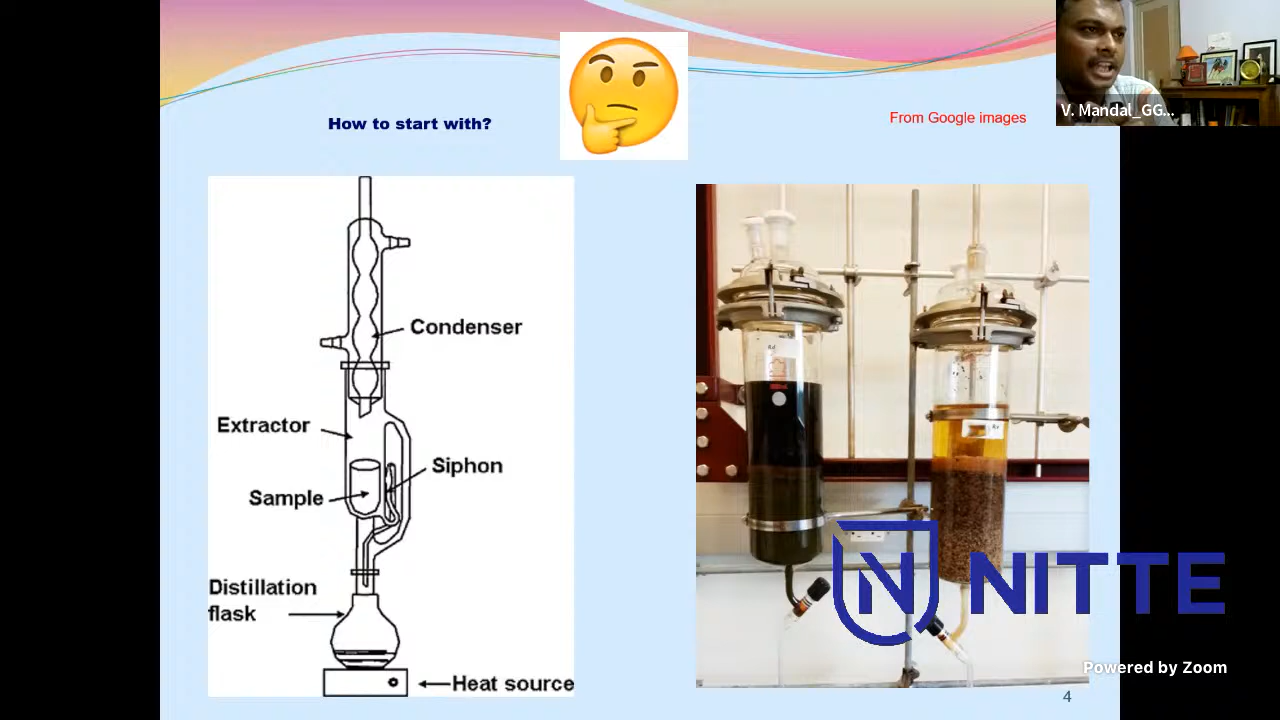 V. Mandal_GG...
How to start with?
From Google images
Condenser
Extractor
Siphon
Sample
Distillation
flask
Heat source
N NITTE
Powered by Zoom
4